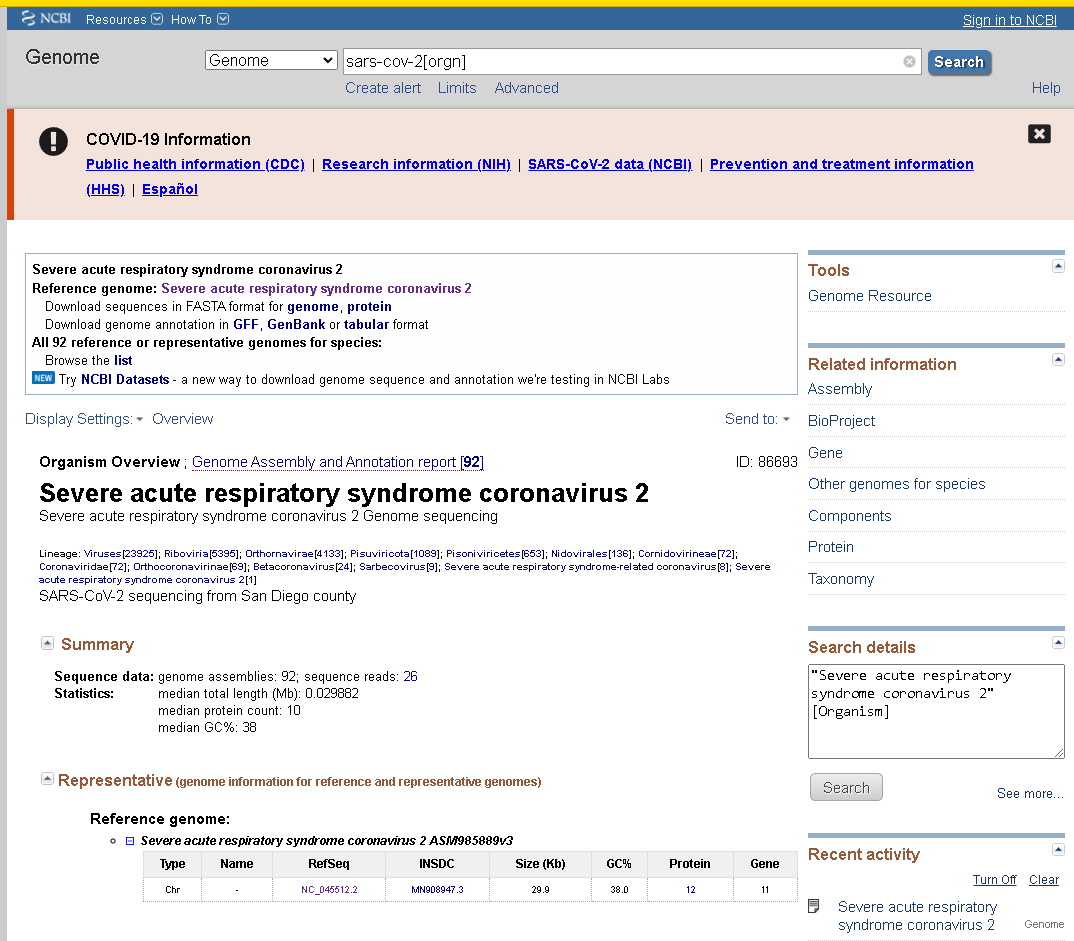 NCBI Resources How To Sign in to NCBI
Genome Genome sars-cov-2[orgn] Search
Create alert Limits Advanced Help
COVID-19 Information
Public health information (CDC) | Research information (NIH) | SARS-CoV-2 data (NCBI) | Prevention and treatment information
(HHS) | Español
Severe acute respiratory syndrome coronavirus 2
Reference genome: Severe acute respiratory syndrome coronavirus 2
Download sequences in FASTA format for genome, protein
Download genome annotation in GFF, GenBank or tabular format
All 92 reference or representative genomes for species:
Browse the list
NEW Try NCBI Datasets - a new way to download genome sequence and annotation we're testing in NCBI Labs
Display Settings: Overview Send to:
Organism Overview ; Genome Assembly and Annotation report [92] ID: 86693
Severe acute respiratory syndrome coronavirus 2
Severe acute respiratory syndrome coronavirus 2 Genome sequencing
Lineage: Viruses[23925]; Riboviria[5395]; Orthornavirae[4133]; Pisuviricota[1089]; Pisoniviricetes[653]; Nidovirales[136]; Cornidovirineae[72];
Coronaviridae[72]; Orthocoronavirinae[69]; Betacoronavirus[24]; Sarbecovirus[9]; Severe acute respiratory syndrome-related coronavirus[8]; Severe
acute respiratory syndrome coronavirus 2[1]
SARS-CoV-2 sequencing from San Diego county
Summary
Sequence data: genome assemblies: 92; sequence reads: 26
Statistics: median total length (Mb): 0.029882
median protein count: 10
median GC%: 38
Representative (genome information for reference and representative genomes)
Reference genome:
Severe acute respiratory syndrome coronavirus 2 ASM985889v3
Type Name RefSeq INSDC Size (Kb) GC% Protein Gene
Chr - NC_045512.2 MN908947.3 29.9 38.0 12 11
Tools
Genome Resource
Related information
Assembly
BioProject
Gene
Other genomes for species
Components
Protein
Taxonomy
Search details
"Severe acute respiratory
syndrome coronavirus 2"
[Organism]
Search
See more...
Recent activity
Turn Off Clear
Severe acute respiratory
syndrome coronavirus 2 Genome